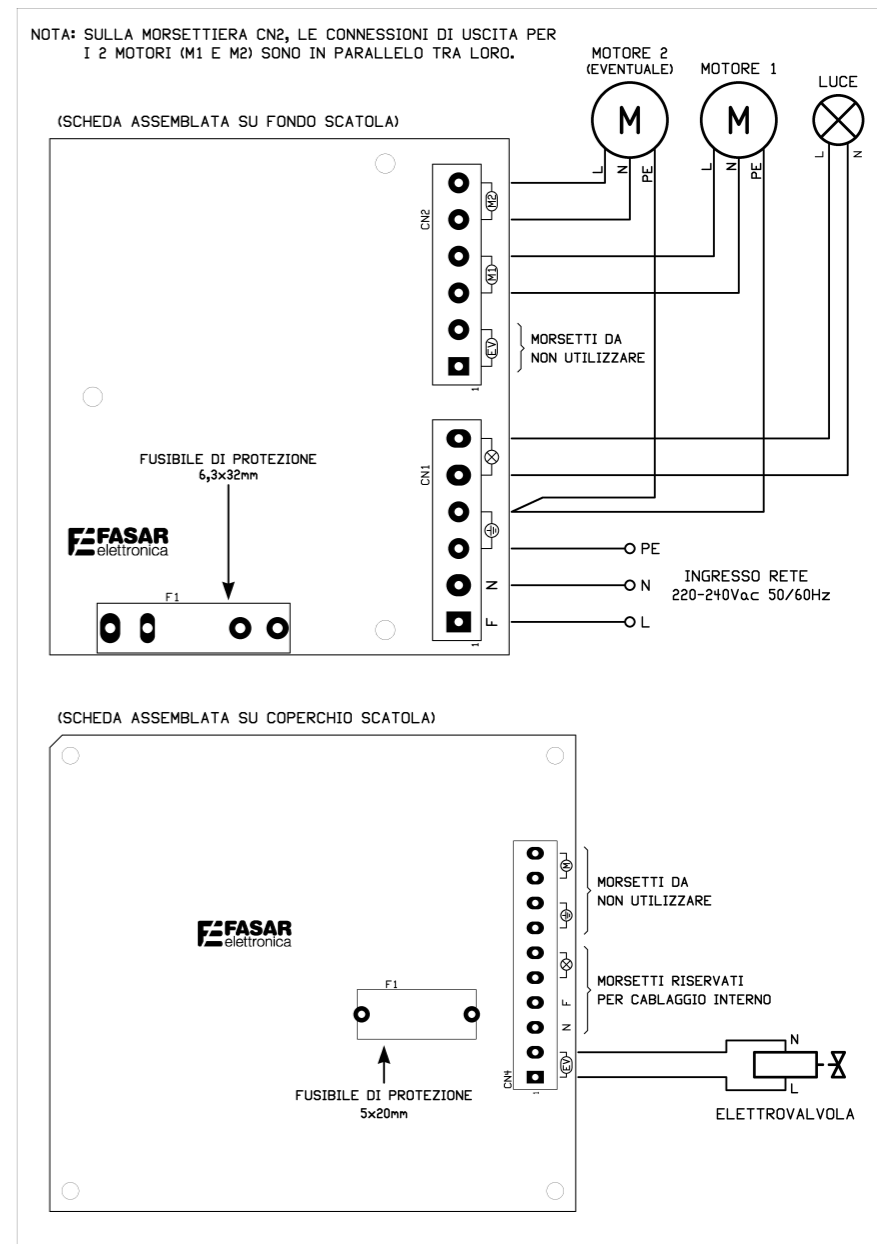 NOTA: SULLA MORSETTIERA CN2, LE CONNESSIONI DI USCITA PER
I 2 MOTORI (M1 E M2) SONO IN PARALLELO TRA LORO.
MOTORE 2
(EVENTUALE)
MOTORE 1
LUCE
M
M
L
N
PE
L
N
PE
L
N
(SCHEDA ASSEMBLATA SU FONDO SCATOLA)
CN2
M2
M1
EV
1
MORSETTI DA
NON UTILIZZARE
FUSIBILE DI PROTEZIONE
6,3x32mm
CN1
FASAR
elettronica
F1
N
F
1
PE
N
L
INGRESSO RETE
220-240Vac 50/60Hz
(SCHEDA ASSEMBLATA SU COPERCHIO SCATOLA)
M
MORSETTI DA
NON UTILIZZARE
FASAR
elettronica
F
N
MORSETTI RISERVATI
PER CABLAGGIO INTERNO
F1
EV
CN4
1
N
L
ELETTROVALVOLA
FUSIBILE DI PROTEZIONE
5x20mm